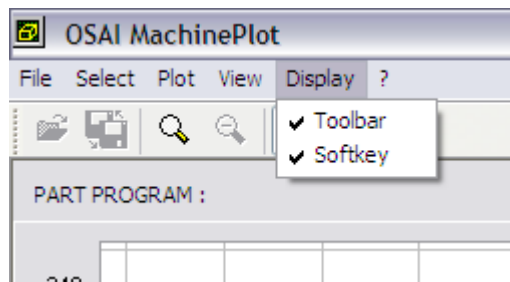 OSAI MachinePlot
File Select Plot View Display ?
Toolbar
Softkey
PART PROGRAM :